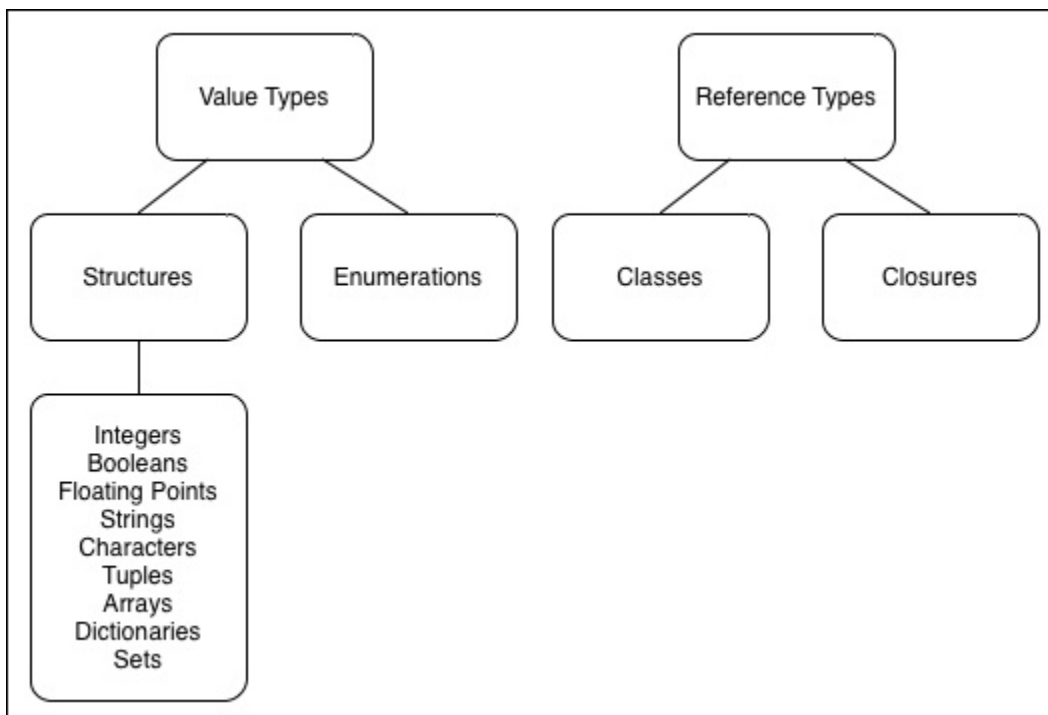 Value Types
Reference Types
Structures
Enumerations
Classes
Closures
Integers
Booleans
Floating Points
Strings
Characters
Tuples
Arrays
Dictionaries
Sets